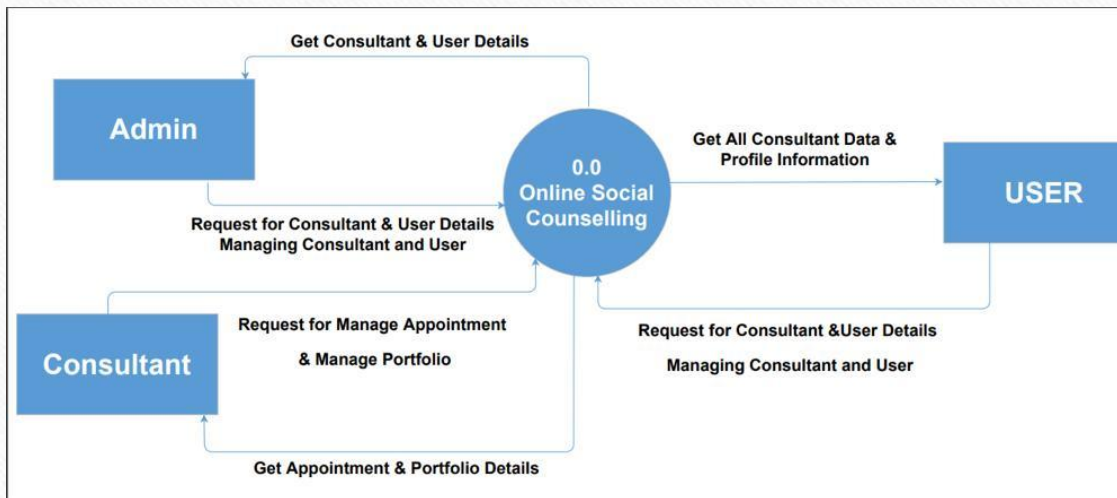 Get Consultant & User Details
Admin
0.0
Online Social
Counselling
Get All Consultant Data &
Profile Information
USER
Request for Consultant & User Details
Managing Consultant and User
Request for Manage Appointment
& Manage Portfolio
Consultant
Request for Consultant &User Details
Managing Consultant and User
Get Appointment & Portfolio Details